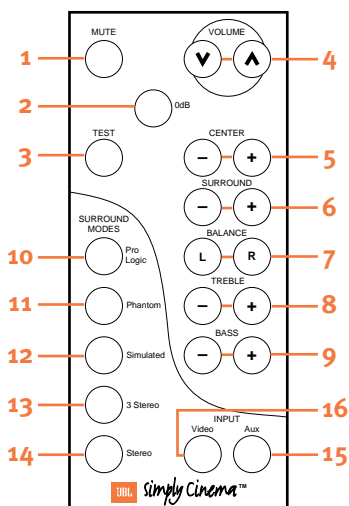 MUTE
VOLUME
1
4
2
0dB
TEST
CENTER
3
− +
5
SURROUND
− +
6
SURROUND
MODES
BALANCE
10
Pro
Logic
L R
7
TREBLE
11
Phantom
− +
8
BASS
12
Simulated
− +
9
13
3 Stereo
16
INPUT
Video Aux
14
Stereo
15
JBL Simply Cinema™